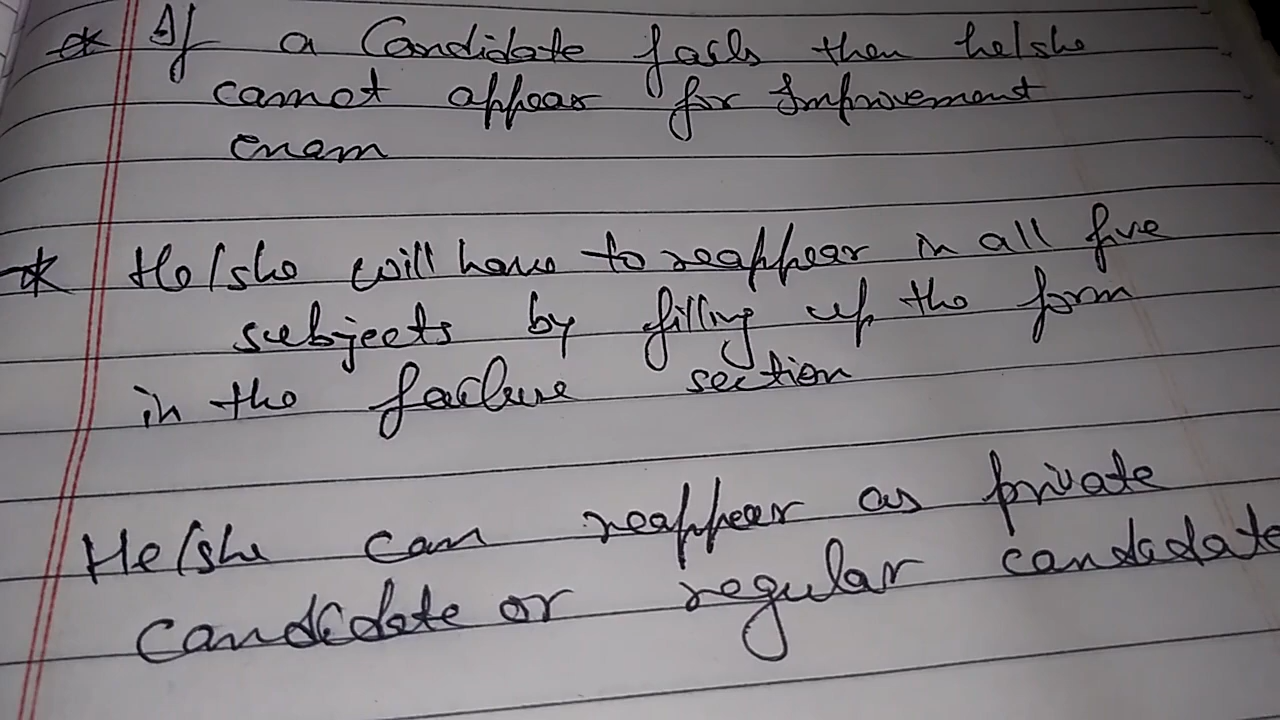 * If a Candidate fails then he/she
cannot appear for Improvement
enam
* He/she will have to reappear in all five
subjects by filling up the form
in the failure section
He/she can reappear as private
candidate or regular candidate